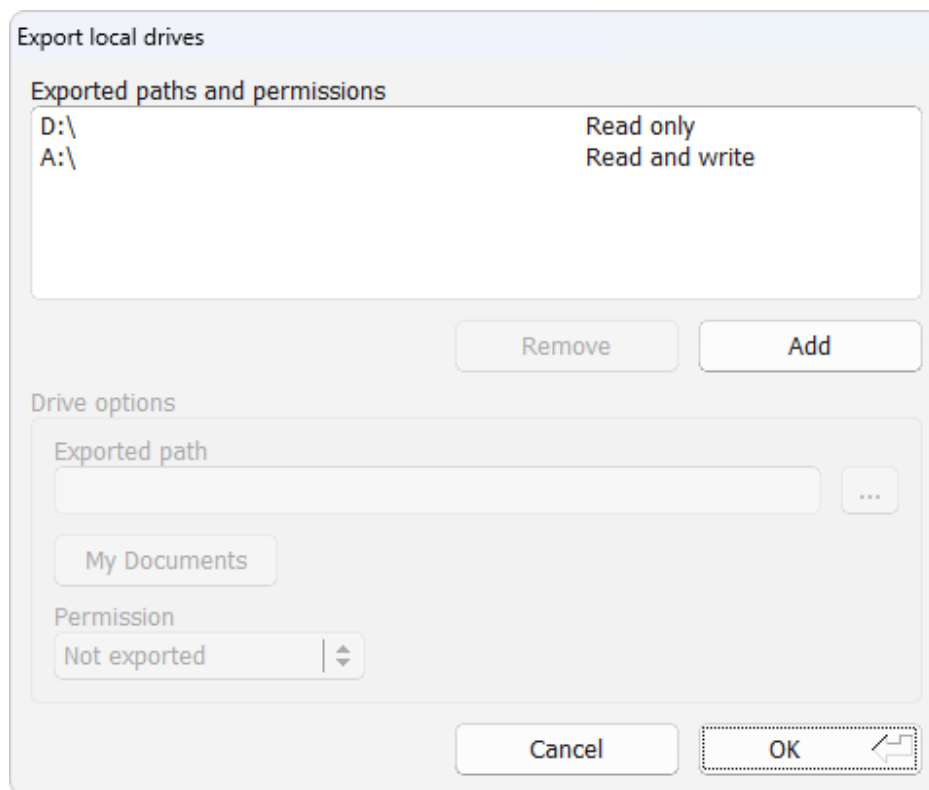 Export local drives
Exported paths and permissions
D:\ Read only
A:\ Read and write
Remove Add
Drive options
Exported path
...
My Documents
Permission
Not exported
Cancel OK